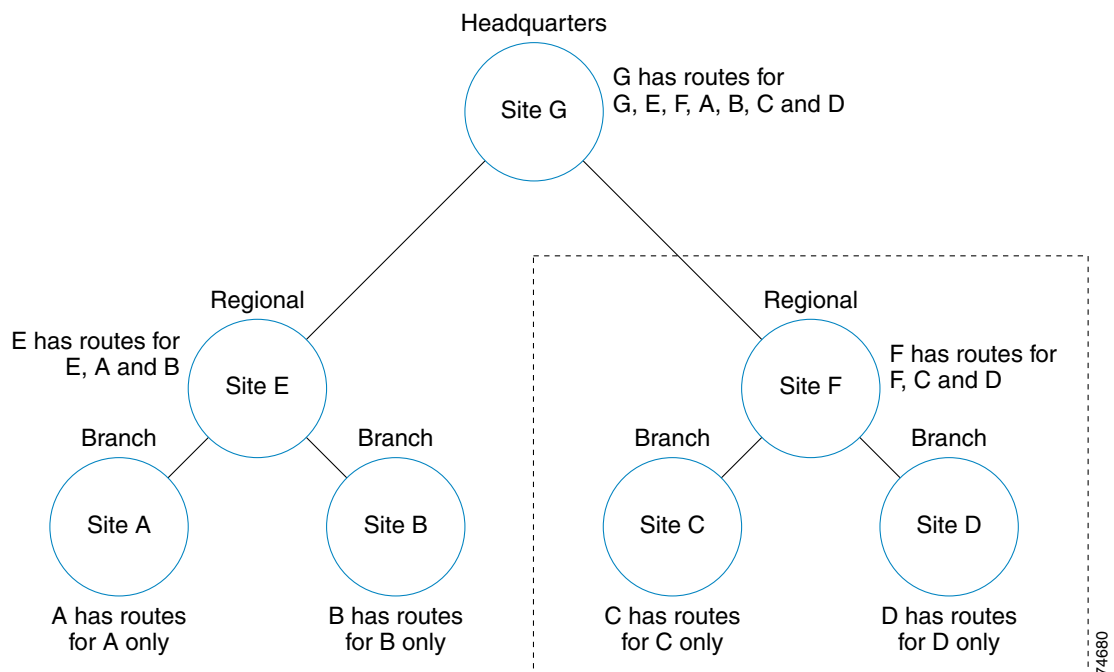 Headquarters
Site G
G has routes for
G, E, F, A, B, C and D
Regional
E has routes for
E, A and B
Site E
Regional
Site F
F has routes for
F, C and D
Branch
Site A
A has routes
for A only
Branch
Site B
B has routes
for B only
Branch
Site C
C has routes
for C only
Branch
Site D
D has routes
for D only
74680